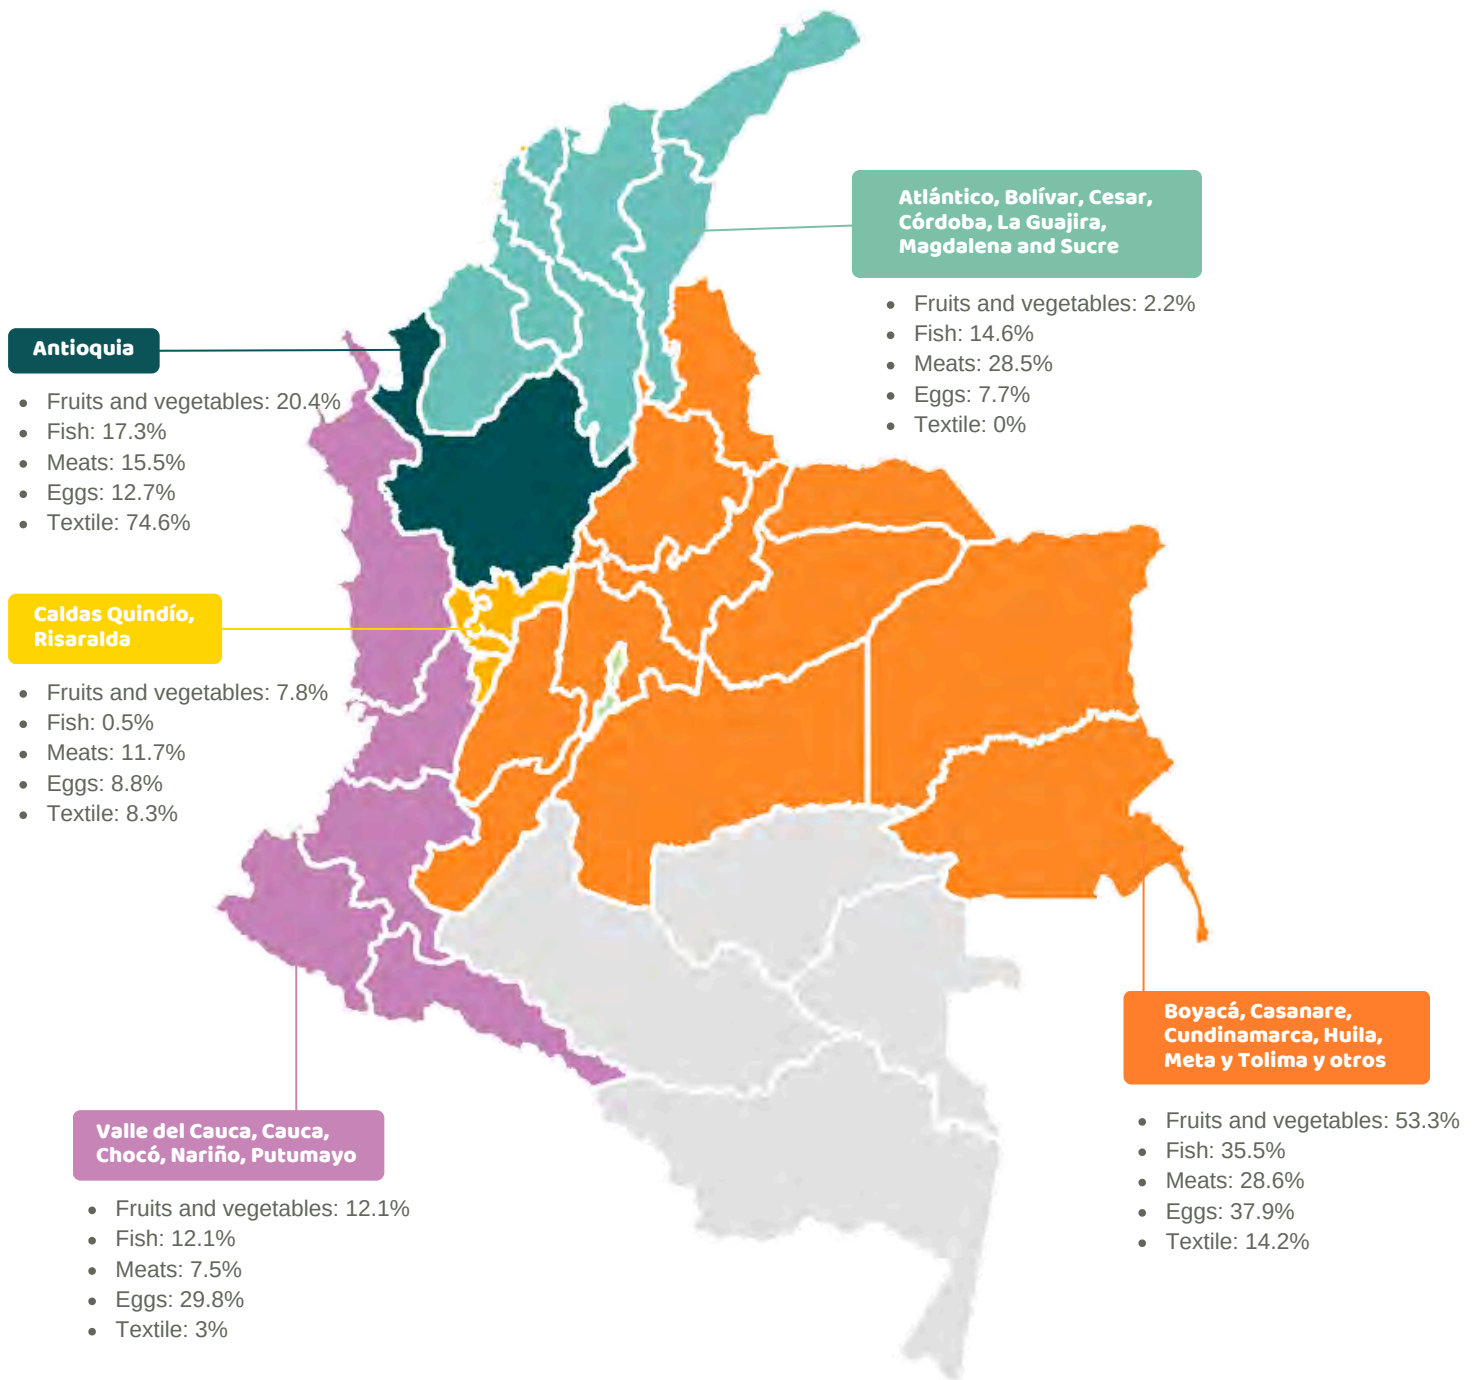 Atlántico, Bolívar, Cesar,
Córdoba, La Guajira,
Magdalena and Sucre
• Fruits and vegetables: 2.2%
• Fish: 14.6%
• Meats: 28.5%
• Eggs: 7.7%
• Textile: 0%
Antioquia
• Fruits and vegetables: 20.4%
• Fish: 17.3%
• Meats: 15.5%
• Eggs: 12.7%
• Textile: 74.6%
Caldas Quindío,
Risaralda
• Fruits and vegetables: 7.8%
• Fish: 0.5%
• Meats: 11.7%
• Eggs: 8.8%
• Textile: 8.3%
Boyacá, Casanare,
Cundinamarca, Huila,
Meta y Tolima y otros
• Fruits and vegetables: 53.3%
• Fish: 35.5%
• Meats: 28.6%
• Eggs: 37.9%
• Textile: 14.2%
Valle del Cauca, Cauca,
Chocó, Nariño, Putumayo
• Fruits and vegetables: 12.1%
• Fish: 12.1%
• Meats: 7.5%
• Eggs: 29.8%
• Textile: 3%